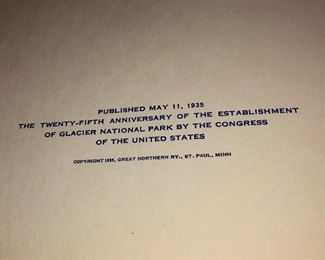 PUBLISHED MAY 11, 1935
THE TWENTY-FIFTH ANNIVERSARY OF THE ESTABLISHMENT
OF GLACIER NATIONAL PARK BY THE CONGRESS
OF THE UNITED STATES
COPYRIGHT 1935, GREAT NORTHERN RY., ST. PAUL, MINN